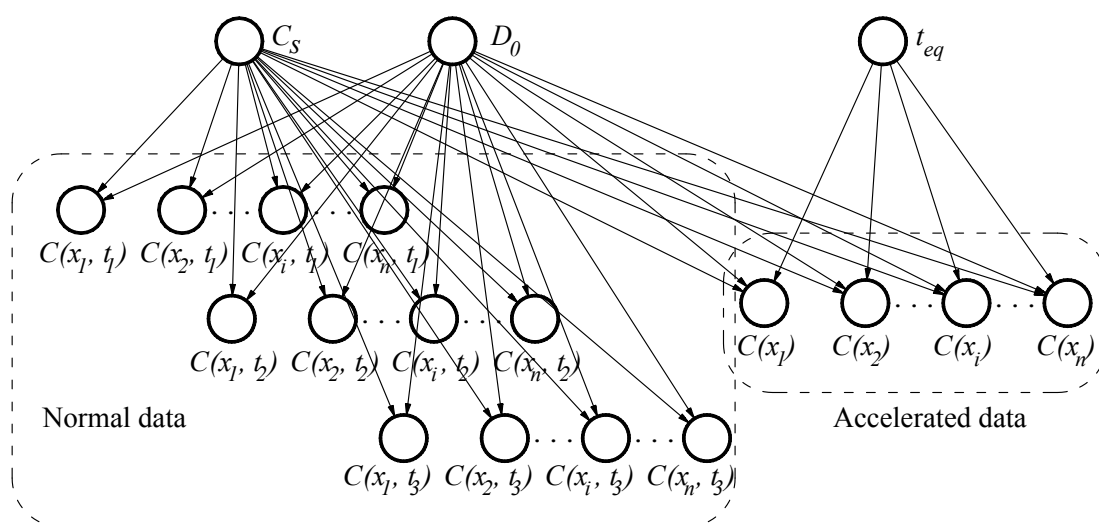 C_s D_0 t_eq
C(x_1, t_1) C(x_2, t_1) C(x_i, t_1) C(x_n, t_1)
C(x_1, t_2) C(x_2, t_2) C(x_i, t_2) C(x_n, t_2)
C(x_1) C(x_2) C(x_i) C(x_n)
Normal data
Accelerated data
C(x_1, t_3) C(x_2, t_3) C(x_i, t_3) C(x_n, t_3)